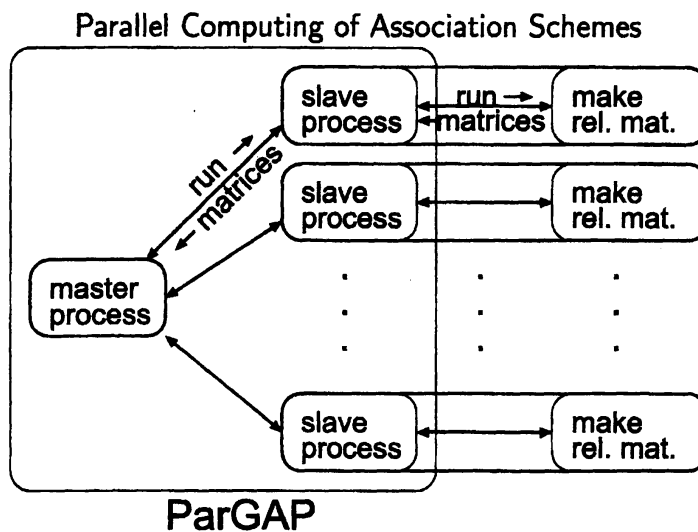 Parallel Computing of Association Schemes
slave
process
run →
matrices
make
rel. mat.
run →
← matrices
slave
process
make
rel. mat.
master
process
slave
process
make
rel. mat.
ParGAP